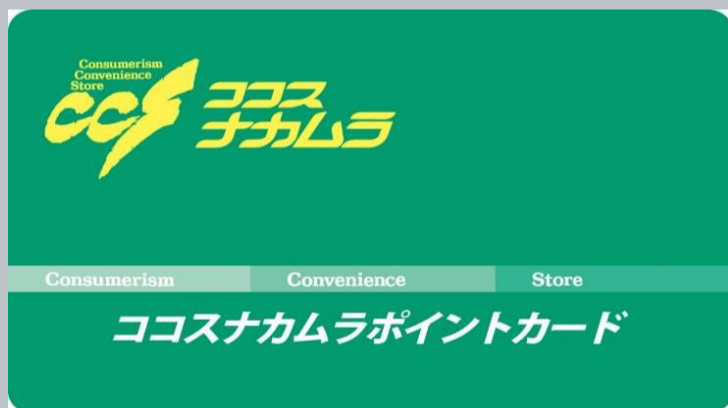 Consumerism
Convenience
Store
CCS
ココス
ナカムラ
Consumerism Convenience Store
ココスナカムラポイントカード